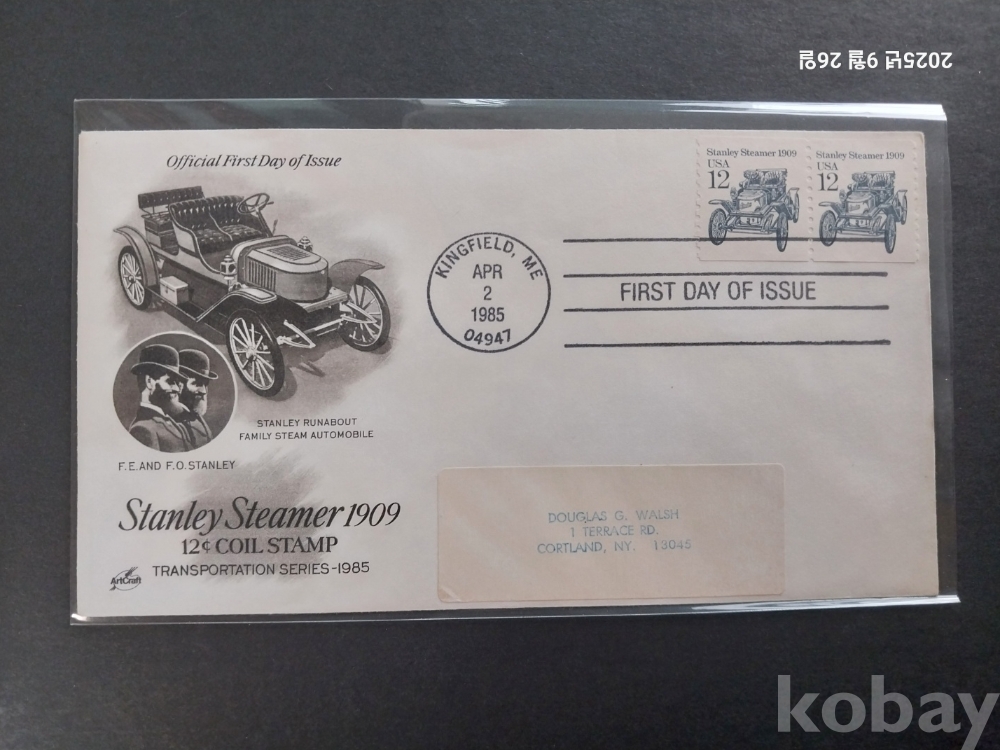 2025년 9월 26일
Official First Day of Issue
Stanley Steamer 1909
USA
12
Stanley Steamer 1909
USA
12
KINGFIELD, ME
APR
2
1985
04947
FIRST DAY OF ISSUE
STANLEY RUNABOUT
FAMILY STEAM AUTOMOBILE
F.E. AND F.O. STANLEY
Stanley Steamer 1909
12¢ COIL STAMP
TRANSPORTATION SERIES-1985
ArtCraft
DOUGLAS G. WALSH
1 TERRACE RD.
CORTLAND, NY. 13045
kobay